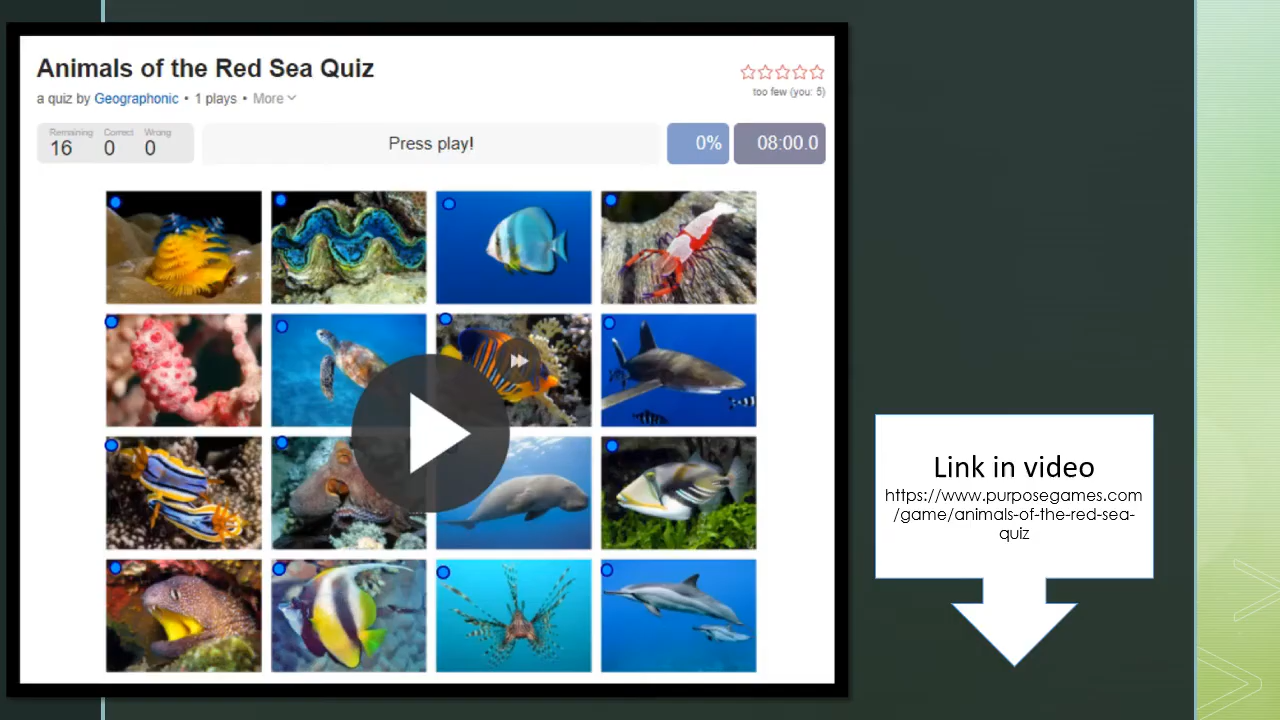 Animals of the Red Sea Quiz
a quiz by Geographonic • 1 plays • More
too few (you: 5)
Remaining Correct Wrong
16 0 0
Press play!
0%
08:00.0
Link in video
https://www.purposegames.com
/game/animals-of-the-red-sea-
quiz